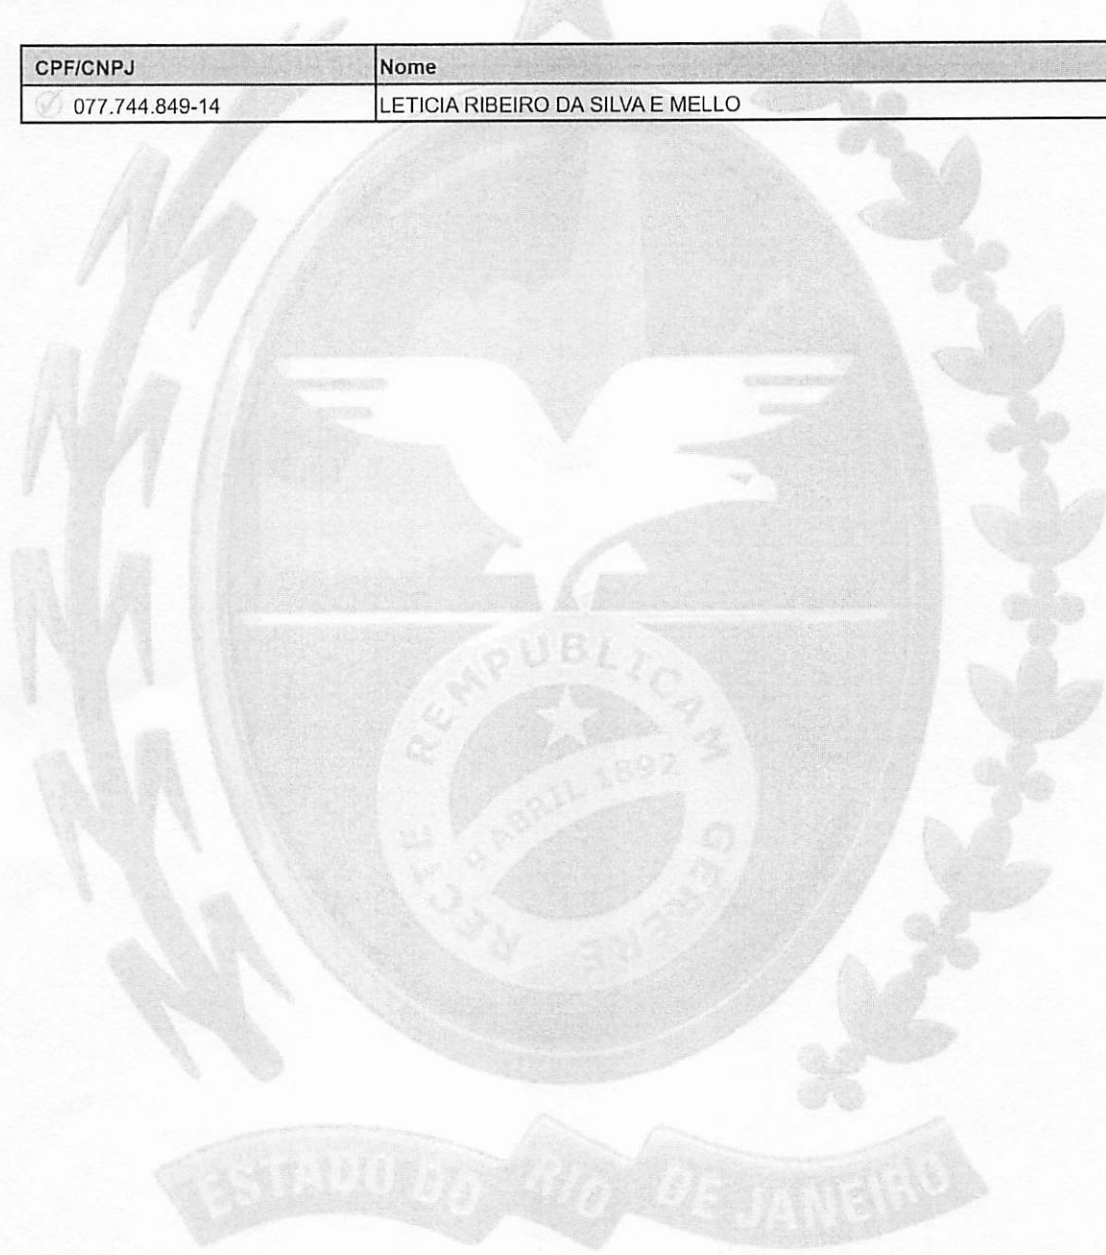 CPF/CNPJ Nome
077.744.849-14 LETICIA RIBEIRO DA SILVA E MELLO
RECTE REMPUBLICAM GERERE
9 ABRIL 1892
ESTADO DO RIO DE JANEIRO